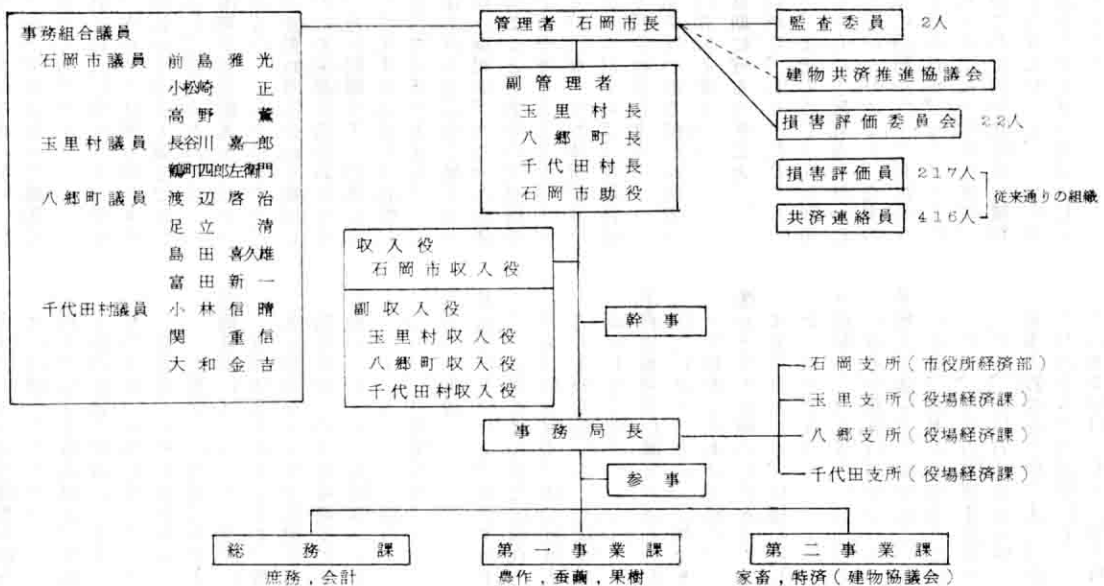 事務組合議員
石岡市議員 前島雅光
小松崎 正
高野 薫
玉里村議員 長谷川嘉一郎
鶴町四郎左衛門
八郷町議員 渡辺啓治
足立 清
島田喜久雄
富田新一
千代田村議員 小林信晴
関 重信
大和金吉
管理者 石岡市長
副管理者
玉里村長
八郷町長
千代田村長
石岡市助役
監査委員 2人
建物共済推進協議会
損害評価委員会 22人
損害評価員 217人
共済連絡員 416人
従来通りの組織
収入役
石岡市収入役
副収入役
玉里村収入役
八郷町収入役
千代田村収入役
幹事
事務局長
石岡支所(市役所経済部)
玉里支所(役場経済課)
八郷支所(役場経済課)
千代田支所(役場経済課)
参事
総務課
庶務,会計
第一事業課
農作,蚕繭,果樹
第二事業課
家畜,特済(建物協議会)